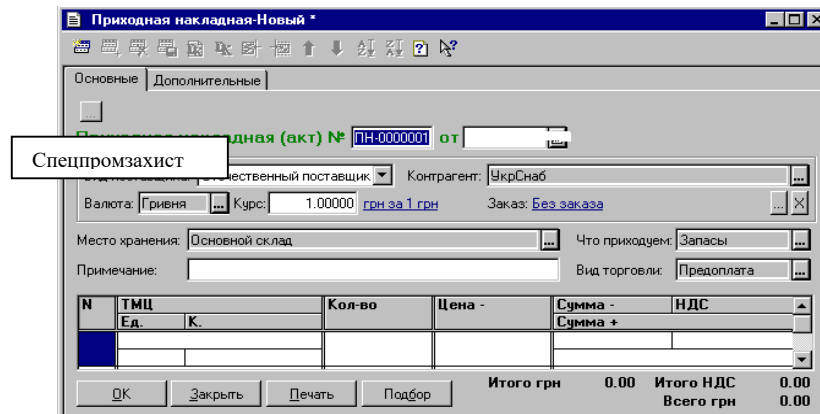 Приходная накладная-Новый *
Основные Дополнительные
...
накладная (акт) № ПН-0000001 от ...
Спецпромзахист
поставщик Контрагент: УкрСнаб ...
Валюта: Гривня ... Курс: 1.00000 грн за 1 грн Заказ: Без заказа ... X
Место хранения: Основной склад ... Что приходуем: Запасы ...
Примечание: Вид торговли: Предоплата ...
N ТМЦ Кол-во Цена - Сумма - НДС
Ед. К. Сумма +
OK Закрыть Печать Подбор Итого грн 0.00 Итого НДС 0.00
Всего грн 0.00